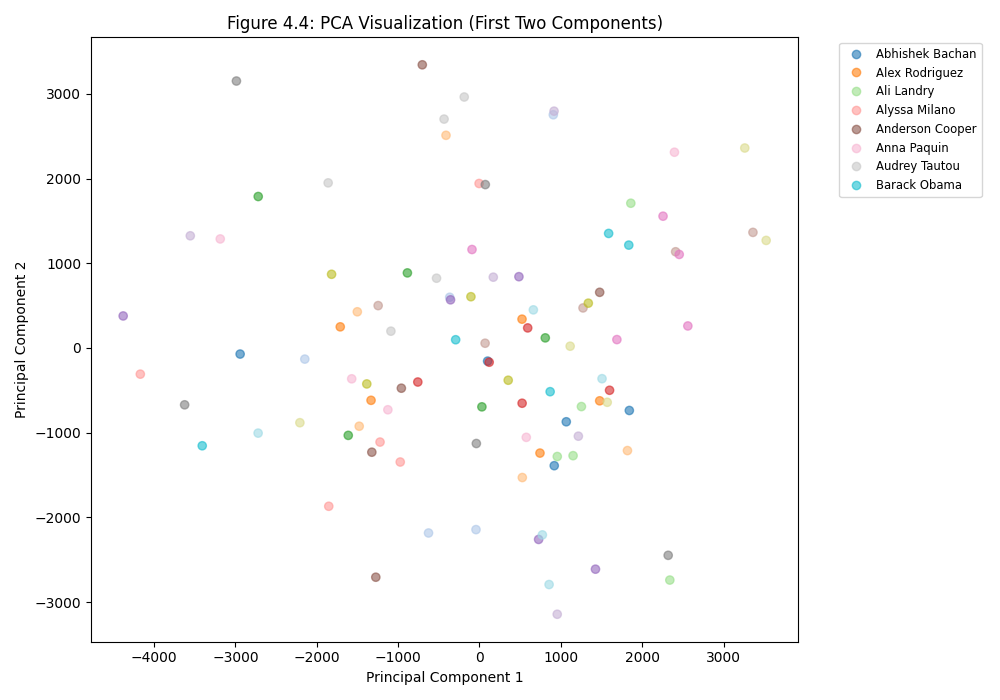 Figure 4.4: PCA Visualization (First Two Components)
Abhishek Bachan
Alex Rodriguez
Ali Landry
Alyssa Milano
Anderson Cooper
Anna Paquin
Audrey Tautou
Barack Obama
3000
2000
1000
0
−1000
−2000
−3000
Principal Component 2
−4000 −3000 −2000 −1000 0 1000 2000 3000
Principal Component 1